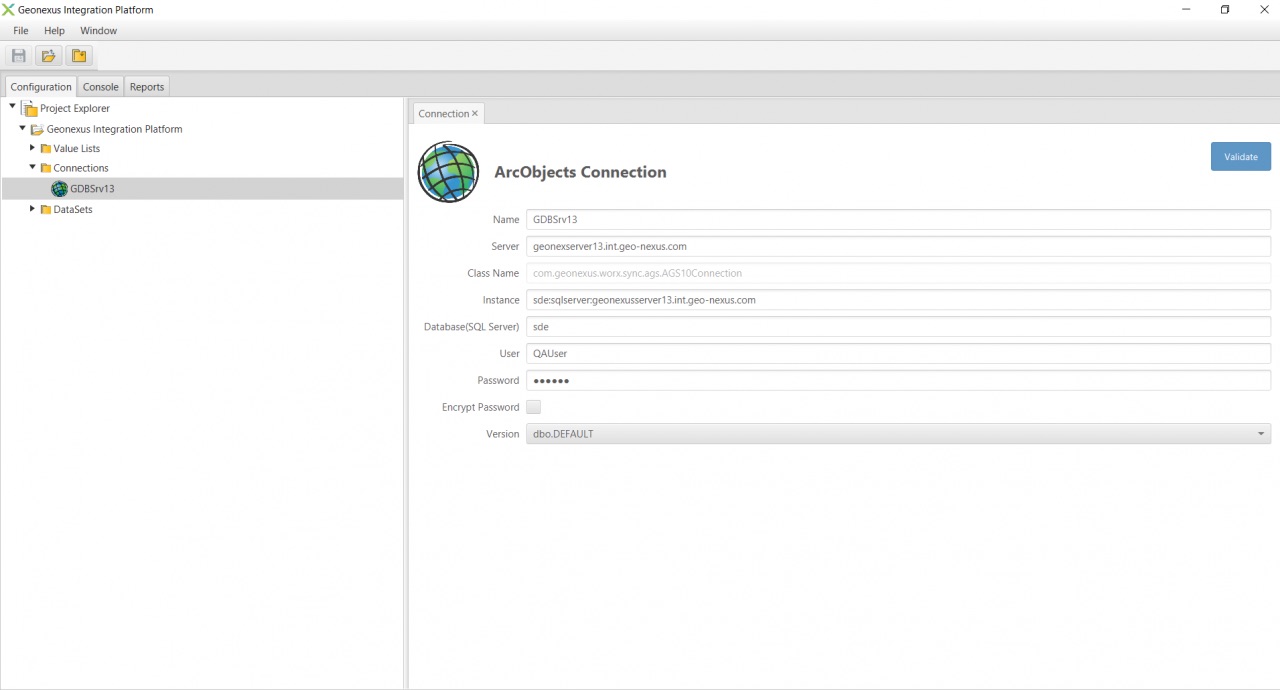 Geonexus Integration Platform
File Help Window
Configuration Console Reports
Project Explorer
Geonexus Integration Platform
Value Lists
Connections
GDBSrv13
DataSets
Connection
ArcObjects Connection
Validate
Name GDBSrv13
Server geonexserver13.int.geo-nexus.com
Class Name com.geonexus.worx.sync.ags.AGS10Connection
Instance sde:sqlserver:geonexusserver13.int.geo-nexus.com
Database(SQL Server) sde
User QAUser
Password ●●●●●●
Encrypt Password
Version dbo.DEFAULT